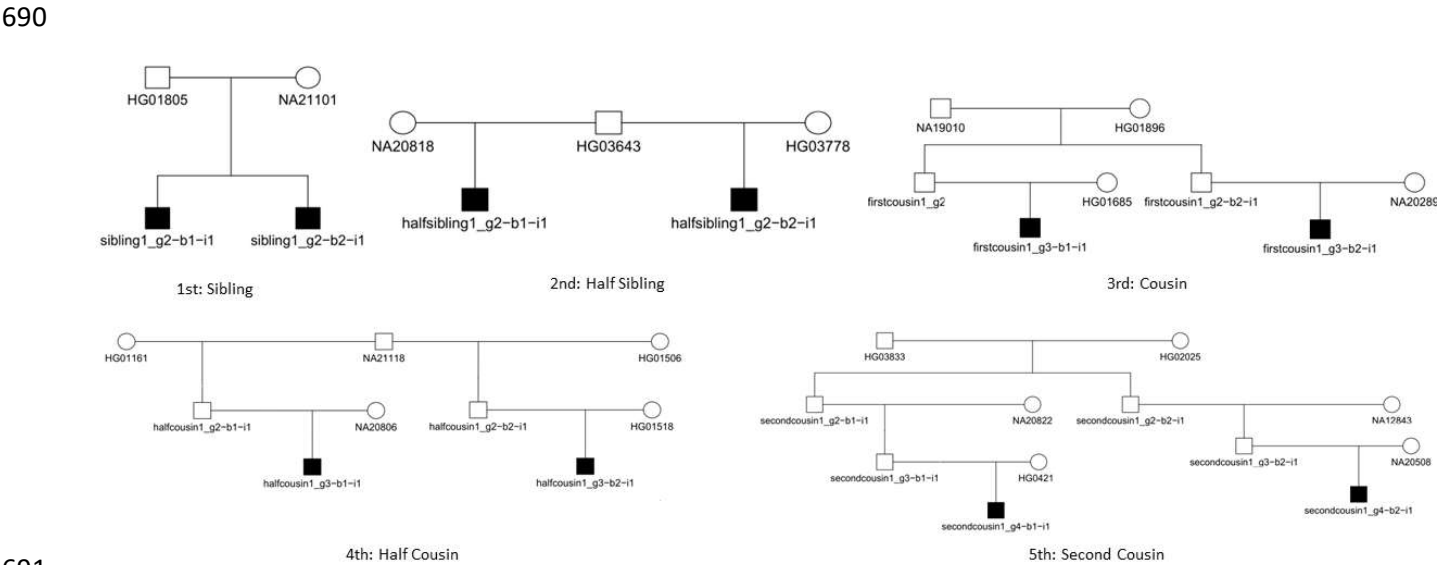 690
HG01805 NA21101
sibling1_g2-b1-i1 sibling1_g2-b2-i1
1st: Sibling
NA20818 HG03643 HG03778
halfsibling1_g2-b1-i1 halfsibling1_g2-b2-i1
2nd: Half Sibling
NA19010 HG01896
firstcousin1_g2 HG01685 firstcousin1_g2-b2-i1 NA20289
firstcousin1_g3-b1-i1 firstcousin1_g3-b2-i1
3rd: Cousin
HG01161 NA21118 HG01506
halfcousin1_g2-b1-i1 NA20806 halfcousin1_g2-b2-i1 HG01518
halfcousin1_g3-b1-i1 halfcousin1_g3-b2-i1
4th: Half Cousin
HG03833 HG02025
secondcousin1_g2-b1-i1 NA20822 secondcousin1_g2-b2-i1 NA12843
secondcousin1_g3-b1-i1 HG0421 secondcousin1_g3-b2-i1 NA20508
secondcousin1_g4-b1-i1 secondcousin1_g4-b2-i1
5th: Second Cousin